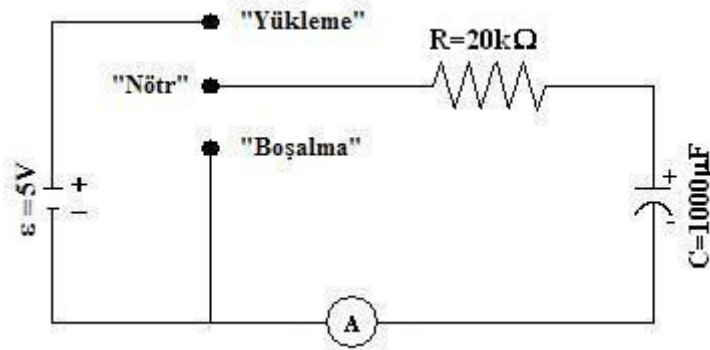 "Yükleme"
R=20kΩ
"Nötr"
"Boşalma"
ε=5V
+
−
+
-
C=1000µF
A